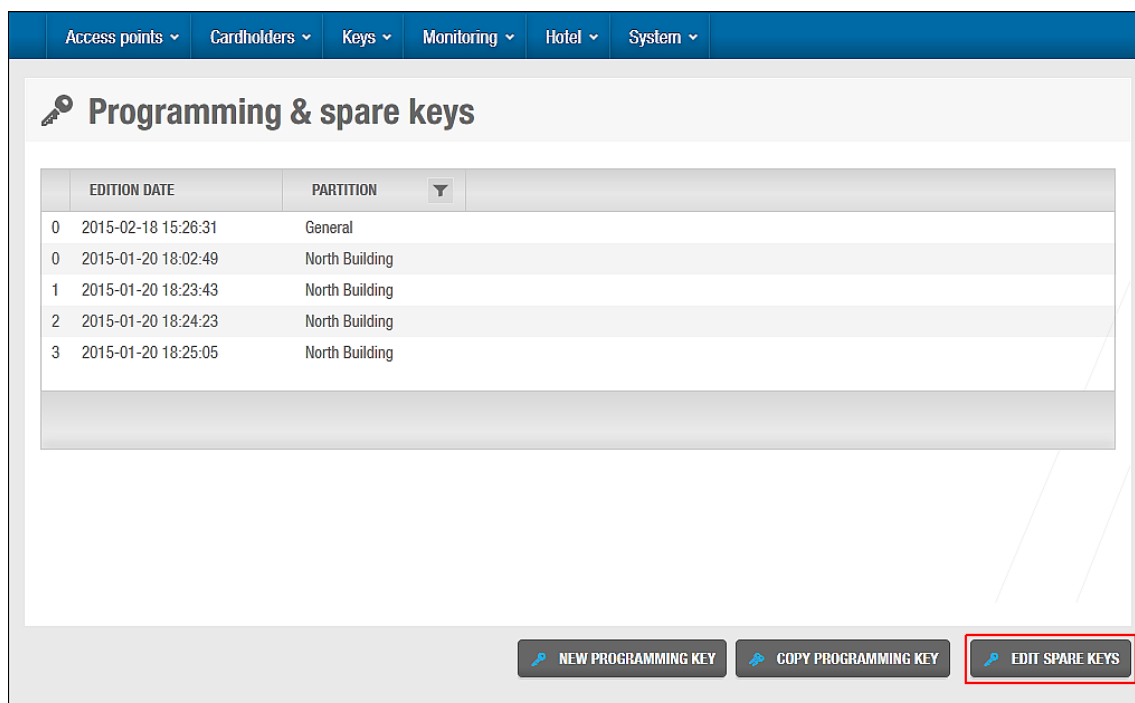 Access points Cardholders Keys Monitoring Hotel System
Programming & spare keys
EDITION DATE PARTITION
0 2015-02-18 15:26:31 General
0 2015-01-20 18:02:49 North Building
1 2015-01-20 18:23:43 North Building
2 2015-01-20 18:24:23 North Building
3 2015-01-20 18:25:05 North Building
NEW PROGRAMMING KEY COPY PROGRAMMING KEY EDIT SPARE KEYS